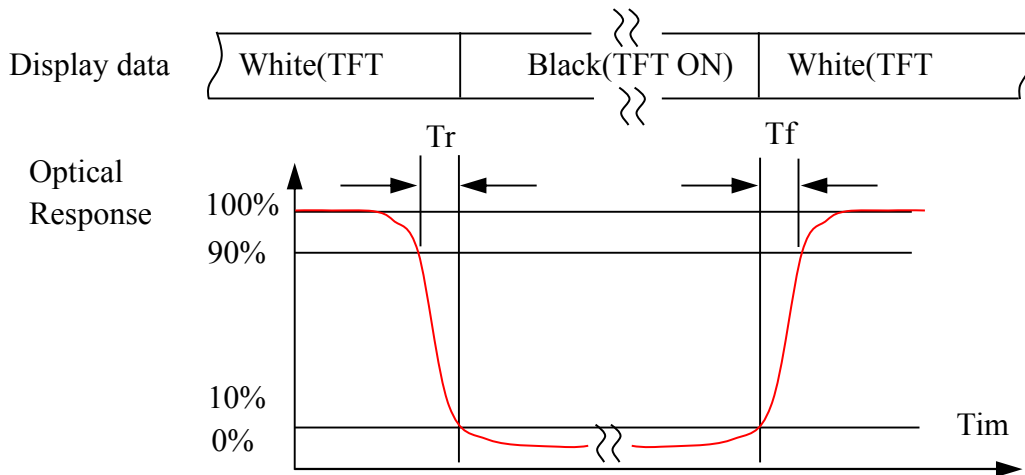 Display data White(TFT Black(TFT ON) White(TFT
Tr Tf
Optical
Response
100%
90%
10%
0%
Tim